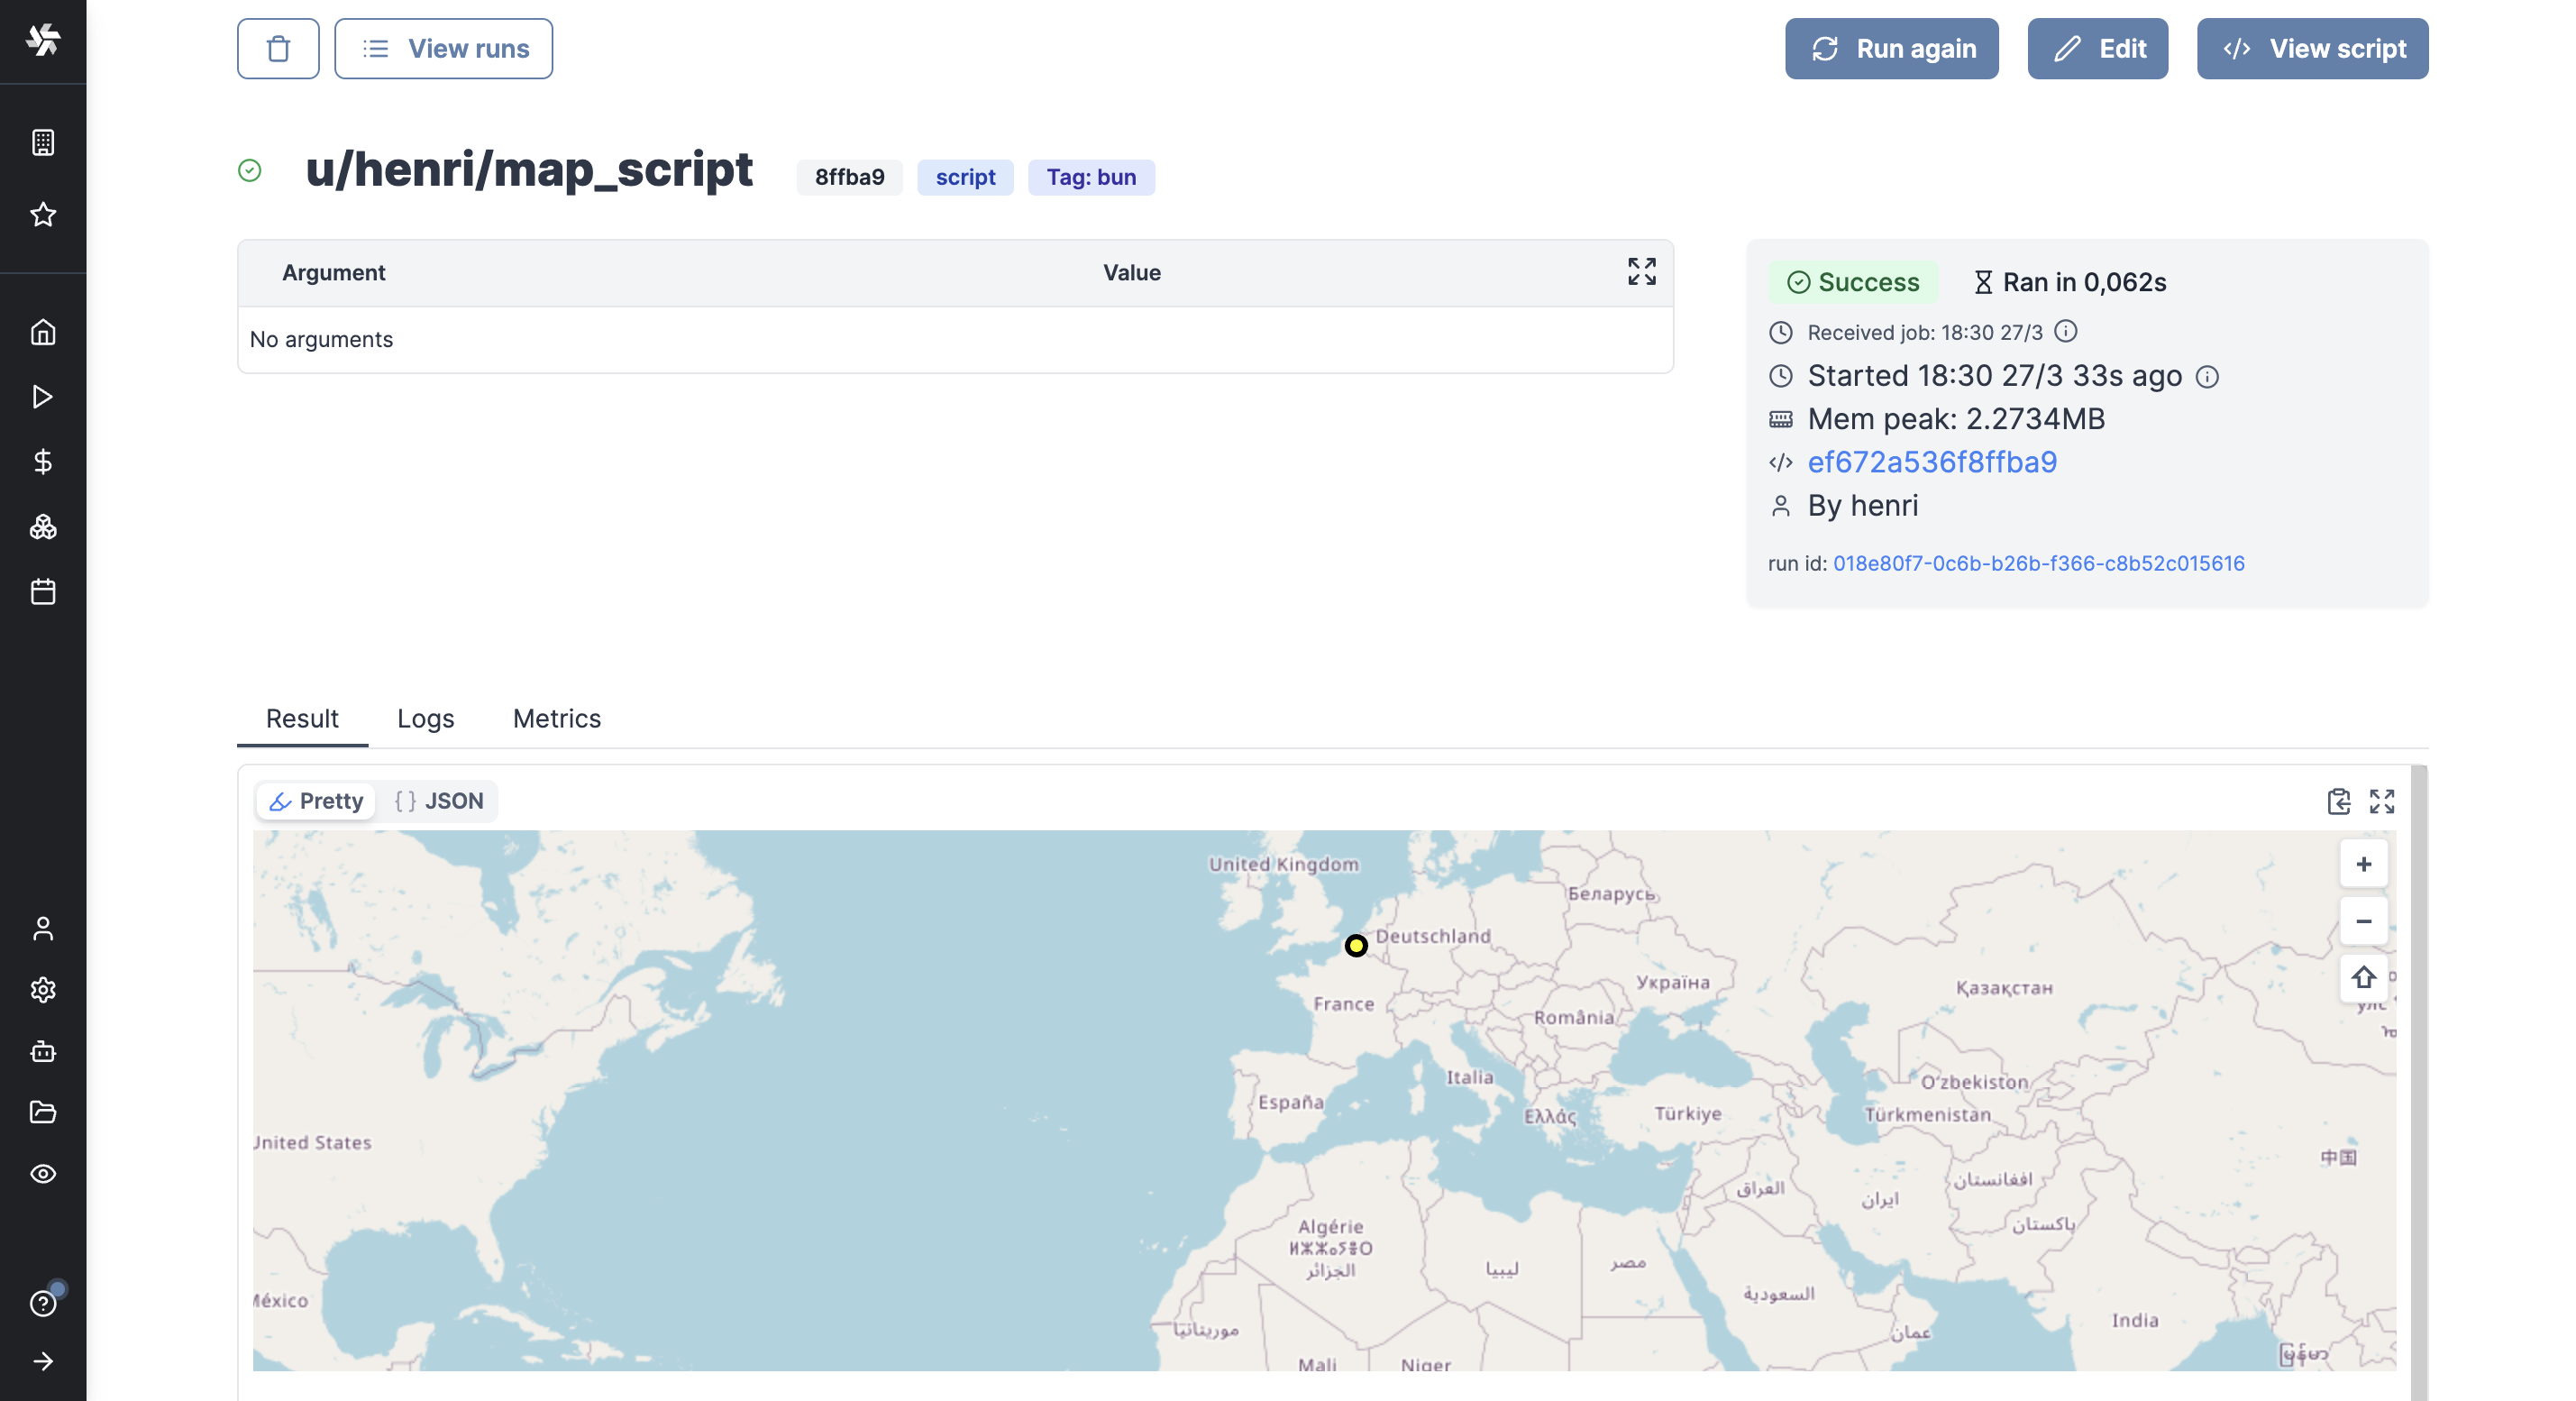 View runs
Run again
Edit
View script
u/henri/map_script
8ffba9
script
Tag: bun
Argument
Value
No arguments
Success
Ran in 0,062s
Received job: 18:30 27/3
Started 18:30 27/3 33s ago
Mem peak: 2.2734MB
ef672a536f8ffba9
By henri
run id: 018e80f7-0c6b-b26b-f366-c8b52c015616
Result
Logs
Metrics
Pretty
{} JSON
United Kingdom
Беларусь
Deutschland
Україна
Қазақстан
France
România
Italia
O'zbekiston
España
Ελλάς
Türkiye
Türkmenistan
United States
中国
افغانستان
العراق
ایران
پاکستان
Algérie
ⵍⵣⵣⴰⵢⴻⵔ
الجزائر
ليبيا
مصر
السعودية
México
India
موريتانيا
عمان
Mali
Niger